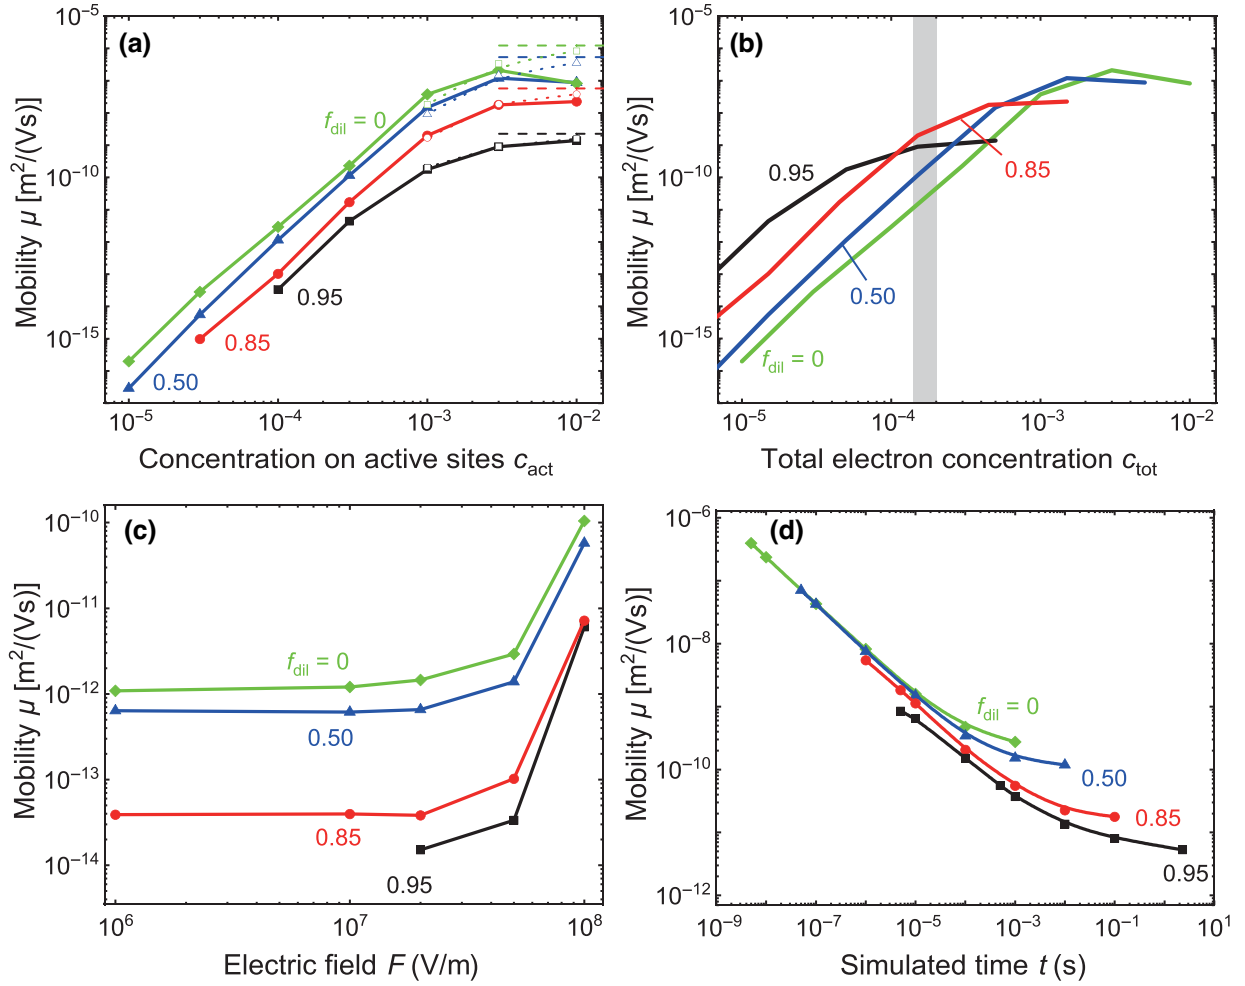 (a)
Mobility μ [m²/(Vs)]
10⁻⁵
10⁻¹⁰
10⁻¹⁵
f_dil = 0
0.95
0.85
0.50
10⁻⁵ 10⁻⁴ 10⁻³ 10⁻²
Concentration on active sites c_act
(b)
Mobility μ [m²/(Vs)]
10⁻⁵
10⁻¹⁰
10⁻¹⁵
0.95
0.85
0.50
f_dil = 0
10⁻⁵ 10⁻⁴ 10⁻³ 10⁻²
Total electron concentration c_tot
(c)
Mobility μ [m²/(Vs)]
10⁻¹⁰
10⁻¹¹
10⁻¹²
10⁻¹³
10⁻¹⁴
f_dil = 0
0.50
0.85
0.95
10⁶ 10⁷ 10⁸
Electric field F (V/m)
(d)
Mobility μ [m²/(Vs)]
10⁻⁶
10⁻⁸
10⁻¹⁰
10⁻¹²
f_dil = 0
0.50
0.85
0.95
10⁻⁹ 10⁻⁷ 10⁻⁵ 10⁻³ 10⁻¹ 10¹
Simulated time t (s)